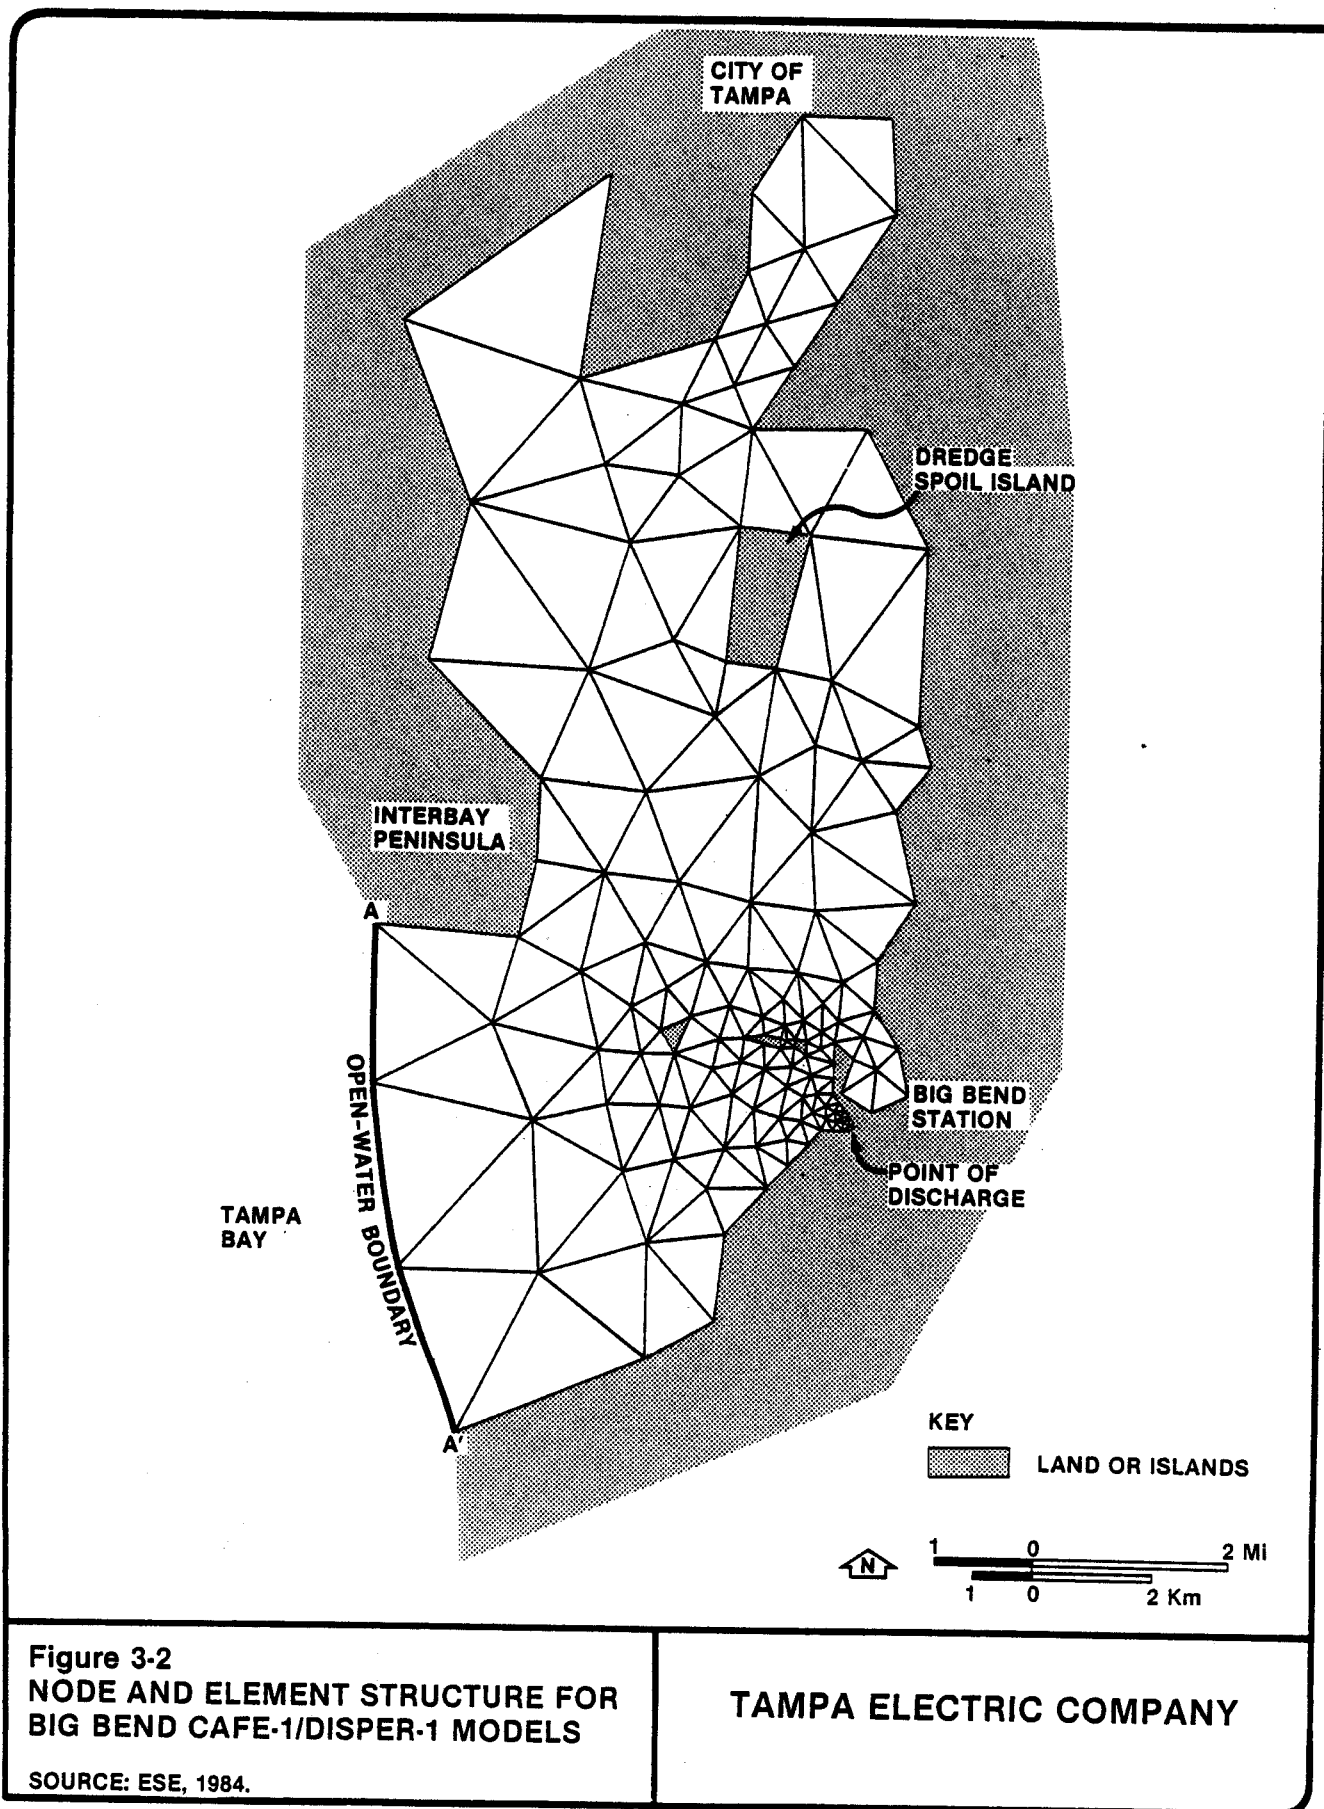 CITY OF
TAMPA
DREDGE
SPOIL ISLAND
INTERBAY
PENINSULA
A
OPEN-WATER BOUNDARY
BIG BEND
STATION
POINT OF
DISCHARGE
TAMPA
BAY
A'
KEY
LAND OR ISLANDS
N
1 0 2 Mi
1 0 2 Km
Figure 3-2
NODE AND ELEMENT STRUCTURE FOR
BIG BEND CAFE-1/DISPER-1 MODELS
SOURCE: ESE, 1984.
TAMPA ELECTRIC COMPANY